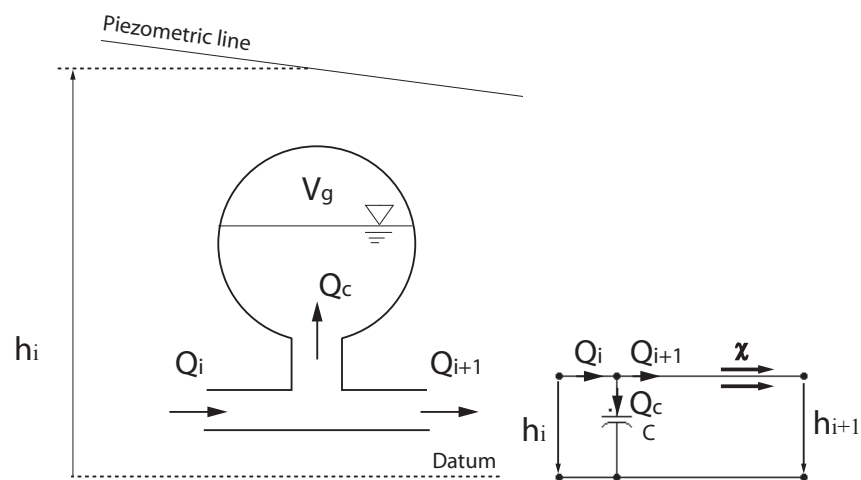 Piezometric line
Vg
Qc
hi
Qi
Qi+1
Datum
Qi
Qi+1
χ
Qc
C
hi
hi+1